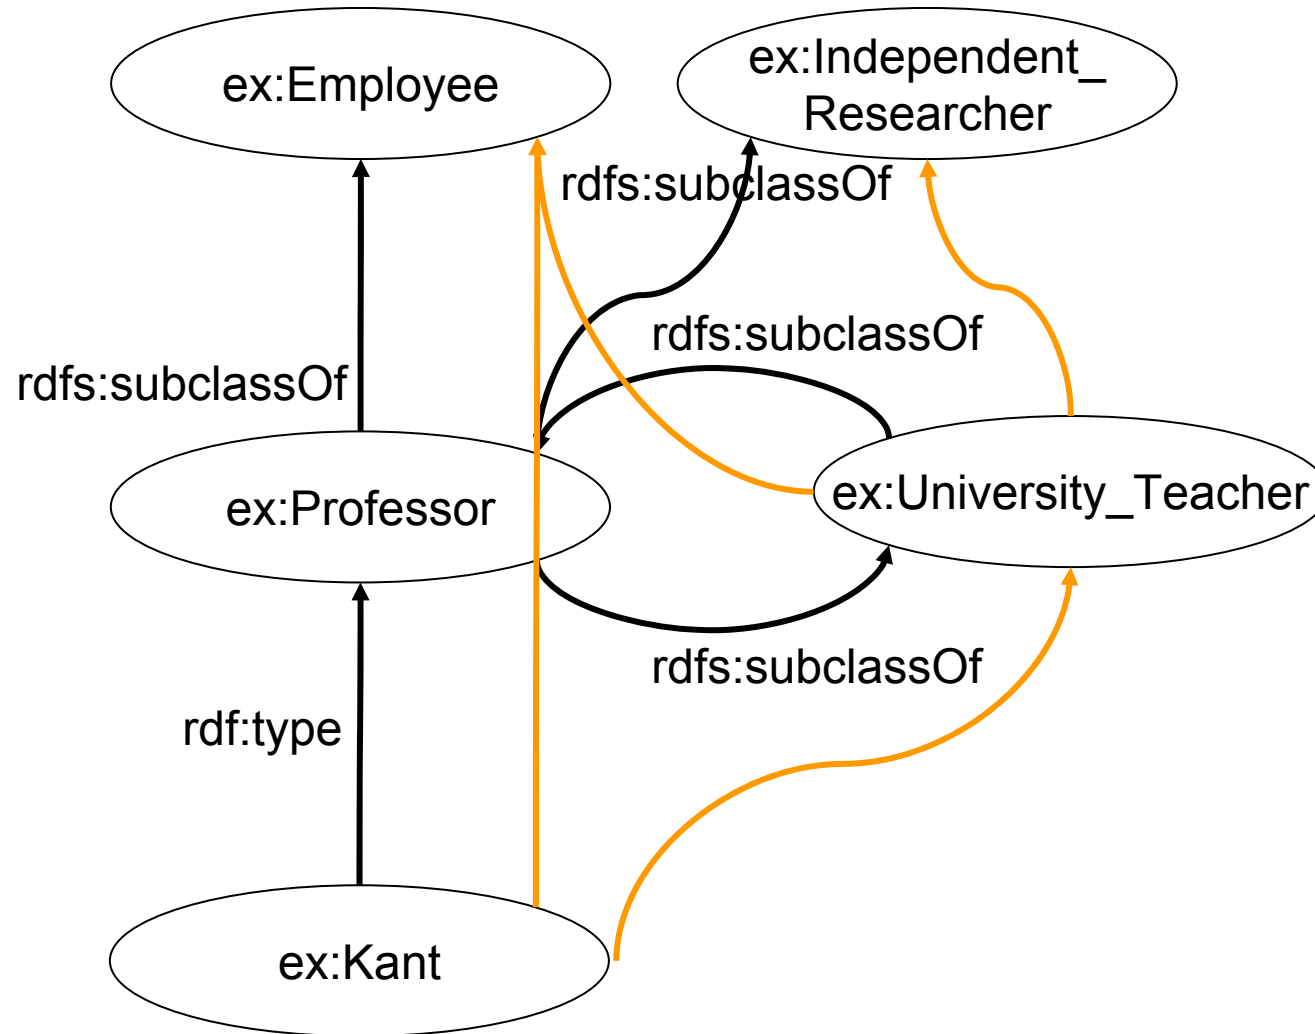 ex:Employee
ex:Independent_
Researcher
rdfs:subclassOf
rdfs:subclassOf
rdfs:subclassOf
ex:Professor
ex:University_Teacher
rdfs:subclassOf
rdf:type
ex:Kant